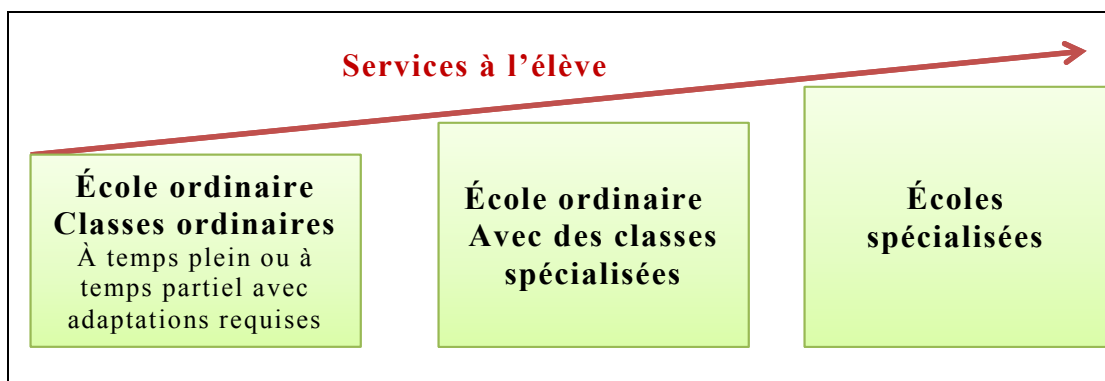 Services à l’élève
École ordinaire
Classes ordinaires
À temps plein ou à
temps partiel avec
adaptations requises
École ordinaire
Avec des classes
spécialisées
Écoles
spécialisées